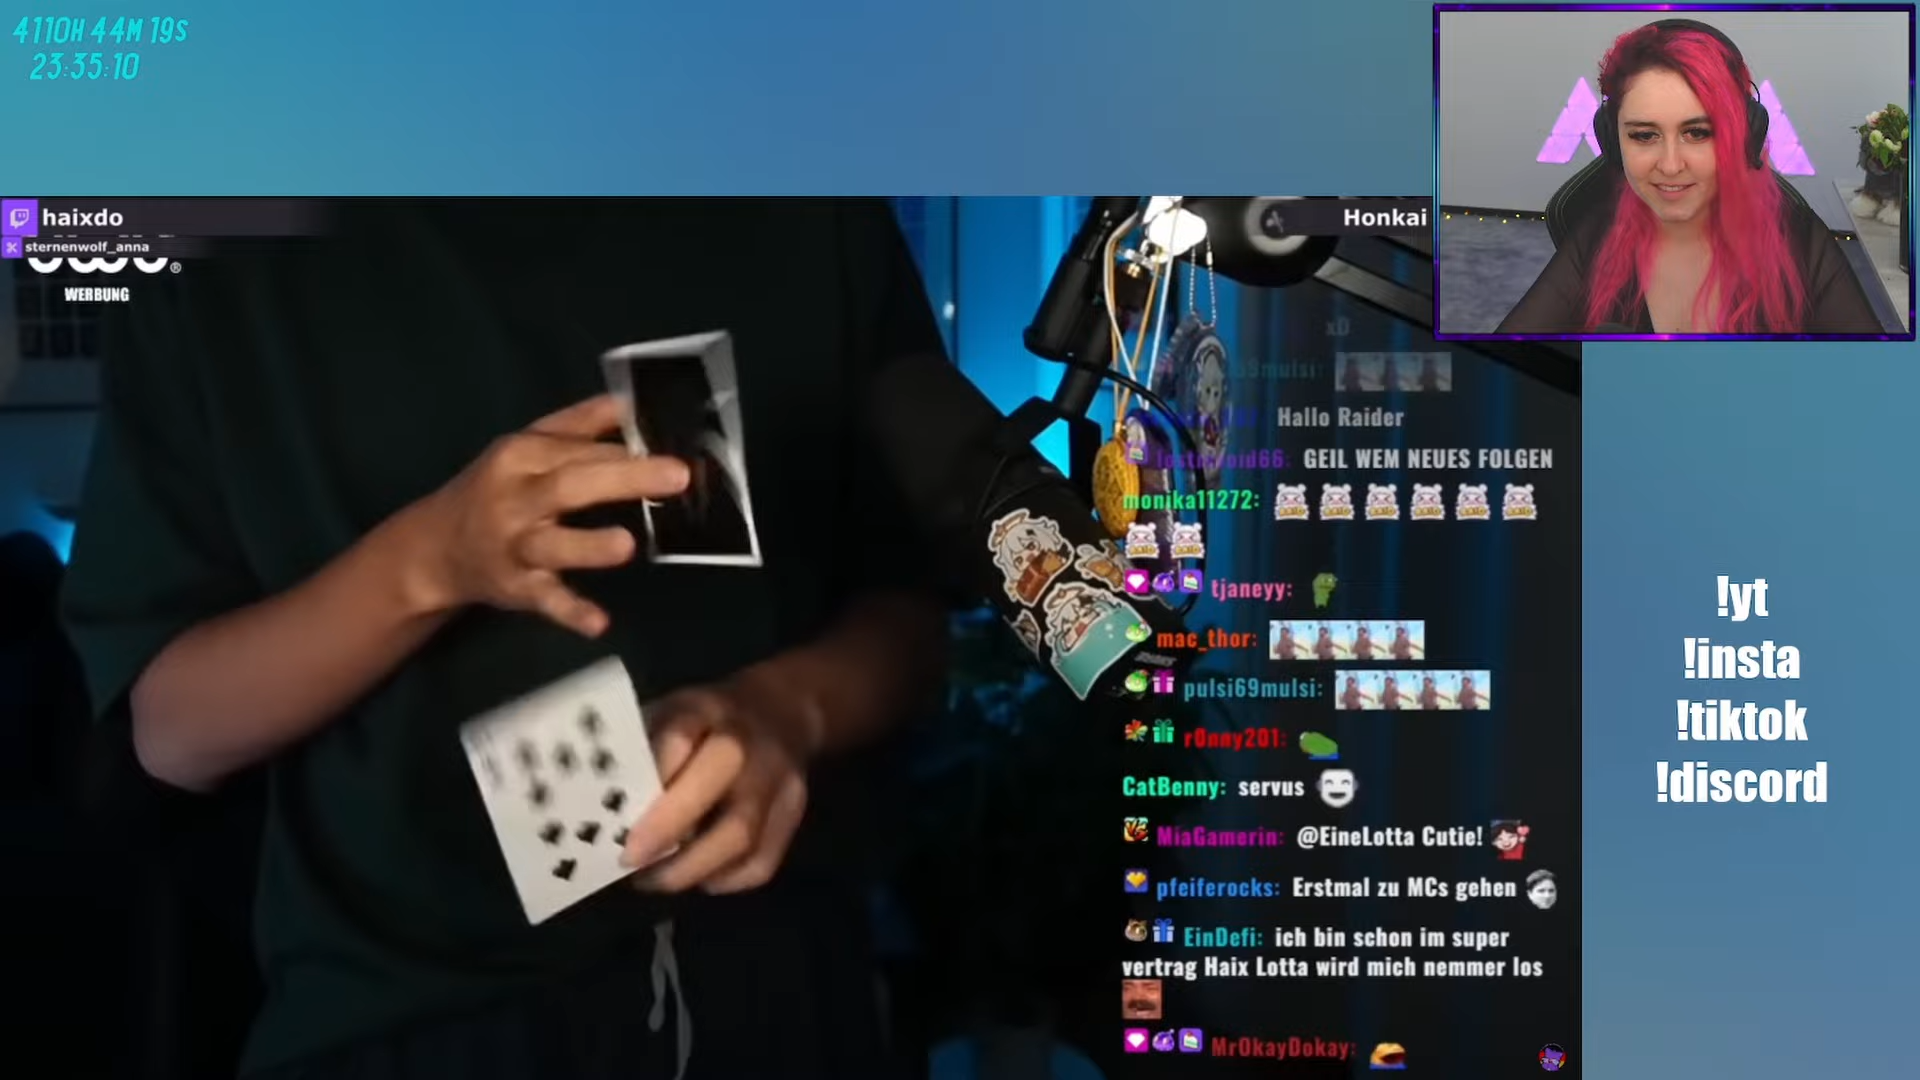 4110H 44M 19S
23:35:10
haixdo
sternenwolf_anna
®
WERBUNG
Honkai
xD
Hallo Raider
GEIL WEM NEUES FOLGEN
monika11272:
tjaneyy:
mac_thor:
pulsi69mulsi:
r0nny201:
CatBenny: servus
MiaGamerin: @EineLotta Cutie!
pfeiferocks: Erstmal zu MCs gehen
EinDefi: ich bin schon im super
vertrag Haix Lotta wird mich nemmer los
MrOkayDokay:
!yt
!insta
!tiktok
!discord